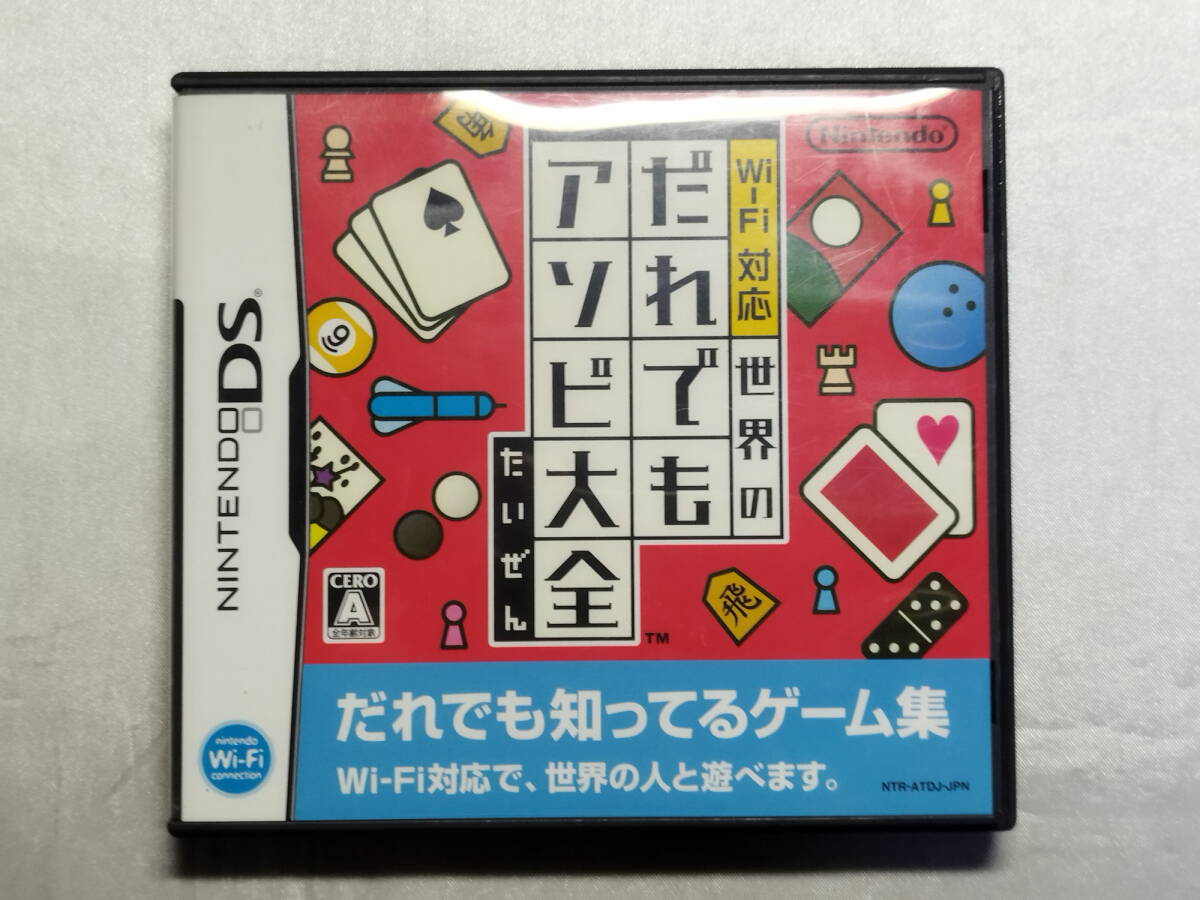 NINTENDO DS®
nintendo
Wi-Fi
connection
Nintendo®
Wi-Fi 対応
世界の
だれでも
アソビ大全
たいぜん
TM
9
飛
CERO
A
全年齢対象
だれでも知ってるゲーム集
Wi-Fi対応で、世界の人と遊べます。
NTR-ATDJ-JPN